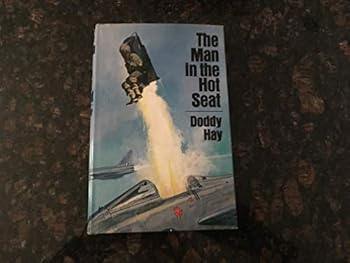 The
Man
in the
Hot
Seat
Doddy
Hay